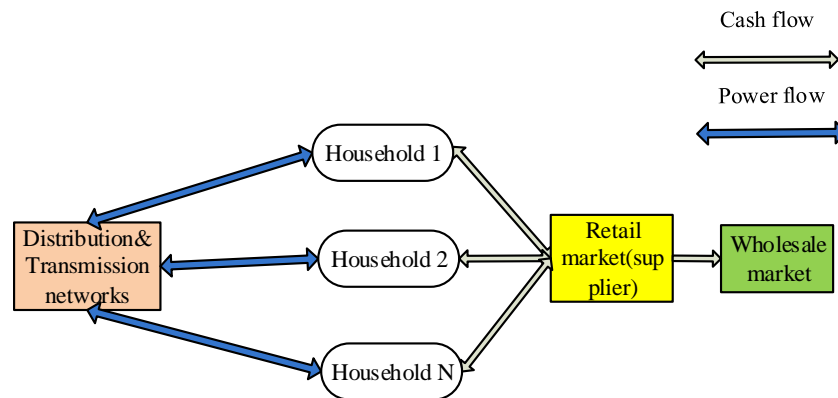 Cash flow
Power flow
Household 1
Distribution&
Transmission
networks
Household 2
Household N
Retail
market(sup
plier)
Wholesale
market